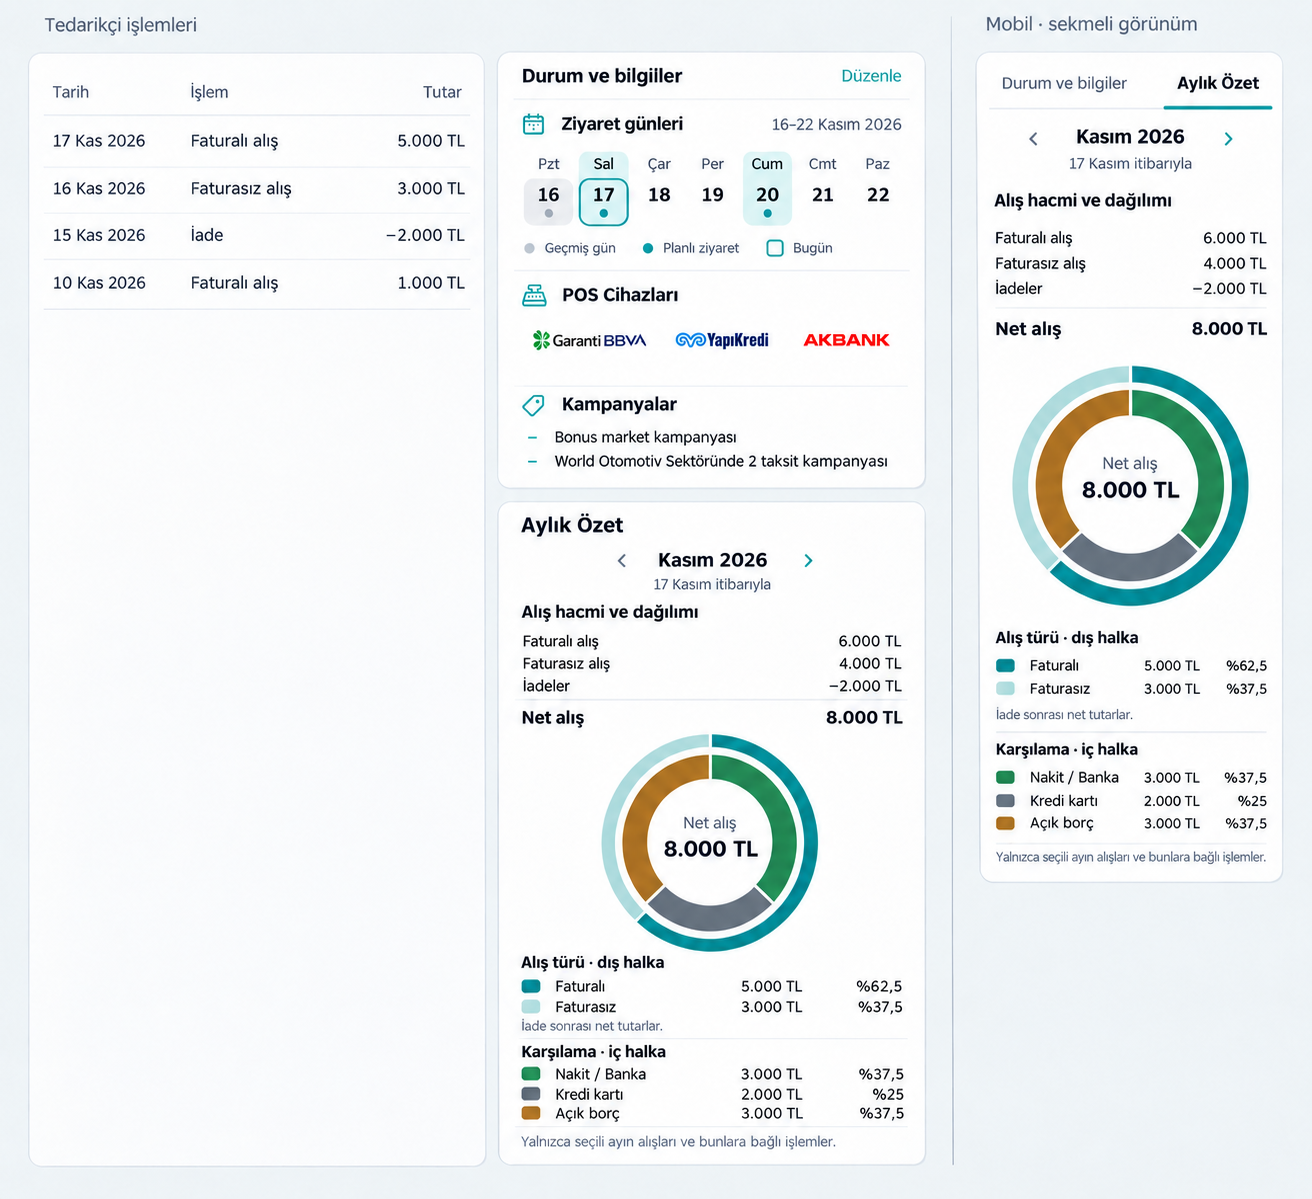 Tedarikçi işlemleri
Tarih İşlem Tutar
17 Kas 2026 Faturalı alış 5.000 TL
16 Kas 2026 Faturasız alış 3.000 TL
15 Kas 2026 İade −2.000 TL
10 Kas 2026 Faturalı alış 1.000 TL
Durum ve bilgiiler Düzenle
Ziyaret günleri 16–22 Kasım 2026
Pzt Sal Çar Per Cum Cmt Paz
16 17 18 19 20 21 22
Geçmiş gün Planlı ziyaret Bugün
POS Cihazları
Garanti BBVA YapıKredi AKBANK
Kampanyalar
– Bonus market kampanyası
– World Otomotiv Sektöründe 2 taksit kampanyası
Aylık Özet
‹ Kasım 2026 ›
17 Kasım itibarıyla
Alış hacmi ve dağılımı
Faturalı alış 6.000 TL
Faturasız alış 4.000 TL
İadeler −2.000 TL
Net alış 8.000 TL
Net alış
8.000 TL
Alış türü · dış halka
Faturalı 5.000 TL %62,5
Faturasız 3.000 TL %37,5
İade sonrası net tutarlar.
Karşılama · iç halka
Nakit / Banka 3.000 TL %37,5
Kredi kartı 2.000 TL %25
Açık borç 3.000 TL %37,5
Yalnızca seçili ayın alışları ve bunlara bağlı işlemler.
Mobil · sekmeli görünüm
Durum ve bilgiler Aylık Özet
‹ Kasım 2026 ›
17 Kasım itibarıyla
Alış hacmi ve dağılımı
Faturalı alış 6.000 TL
Faturasız alış 4.000 TL
İadeler −2.000 TL
Net alış 8.000 TL
Net alış
8.000 TL
Alış türü · dış halka
Faturalı 5.000 TL %62,5
Faturasız 3.000 TL %37,5
İade sonrası net tutarlar.
Karşılama · iç halka
Nakit / Banka 3.000 TL %37,5
Kredi kartı 2.000 TL %25
Açık borç 3.000 TL %37,5
Yalnızca seçili ayın alışları ve bunlara bağlı işlemler.